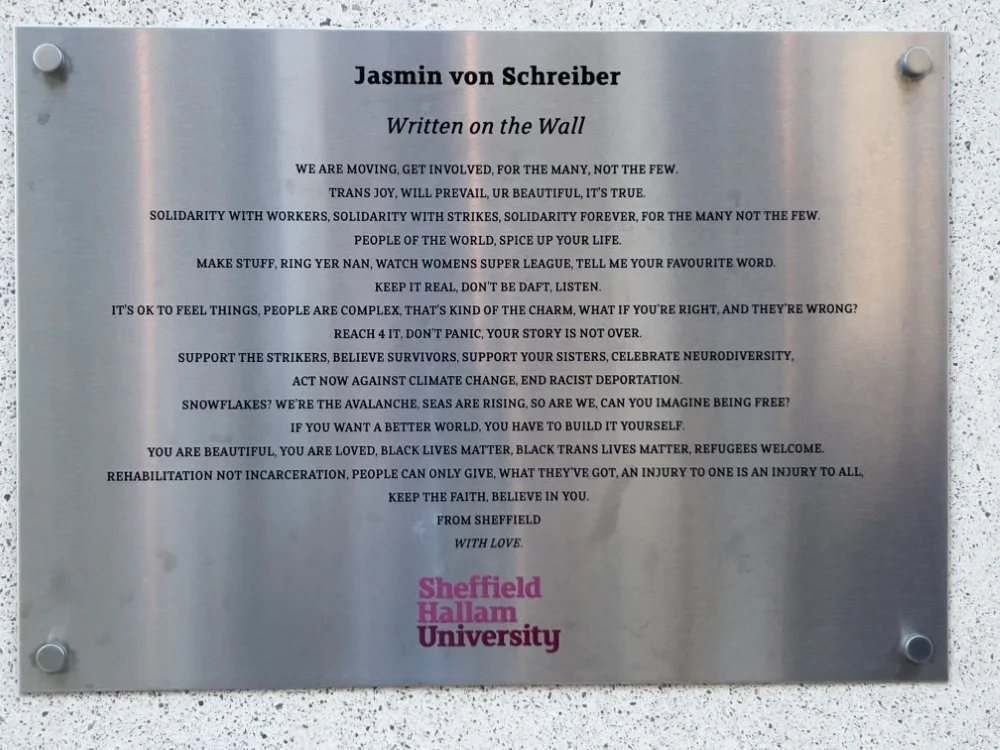 Jasmin von Schreiber
Written on the Wall
WE ARE MOVING, GET INVOLVED, FOR THE MANY, NOT THE FEW.
TRANS JOY, WILL PREVAIL, UR BEAUTIFUL, IT'S TRUE.
SOLIDARITY WITH WORKERS, SOLIDARITY WITH STRIKES, SOLIDARITY FOREVER, FOR THE MANY NOT THE FEW.
PEOPLE OF THE WORLD, SPICE UP YOUR LIFE.
MAKE STUFF, RING YER NAN, WATCH WOMENS SUPER LEAGUE, TELL ME YOUR FAVOURITE WORD.
KEEP IT REAL, DON'T BE DAFT, LISTEN.
IT'S OK TO FEEL THINGS, PEOPLE ARE COMPLEX, THAT'S KIND OF THE CHARM, WHAT IF YOU'RE RIGHT, AND THEY'RE WRONG?
REACH 4 IT, DON'T PANIC, YOUR STORY IS NOT OVER.
SUPPORT THE STRIKERS, BELIEVE SURVIVORS, SUPPORT YOUR SISTERS, CELEBRATE NEURODIVERSITY,
ACT NOW AGAINST CLIMATE CHANGE, END RACIST DEPORTATION.
SNOWFLAKES? WE'RE THE AVALANCHE, SEAS ARE RISING, SO ARE WE, CAN YOU IMAGINE BEING FREE?
IF YOU WANT A BETTER WORLD, YOU HAVE TO BUILD IT YOURSELF.
YOU ARE BEAUTIFUL, YOU ARE LOVED, BLACK LIVES MATTER, BLACK TRANS LIVES MATTER, REFUGEES WELCOME.
REHABILITATION NOT INCARCERATION, PEOPLE CAN ONLY GIVE, WHAT THEY'VE GOT, AN INJURY TO ONE IS AN INJURY TO ALL,
KEEP THE FAITH, BELIEVE IN YOU.
FROM SHEFFIELD
WITH LOVE.
Sheffield
Hallam
University